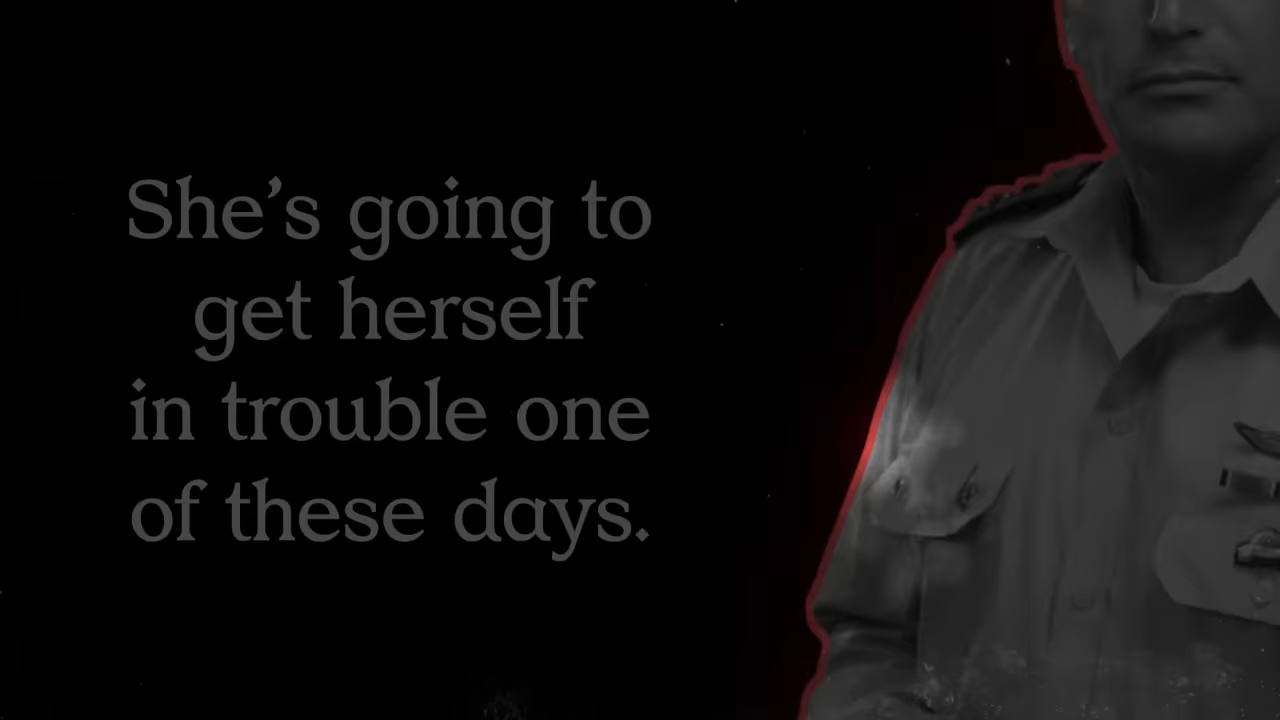 She’s going to
get herself
in trouble one
of these days.